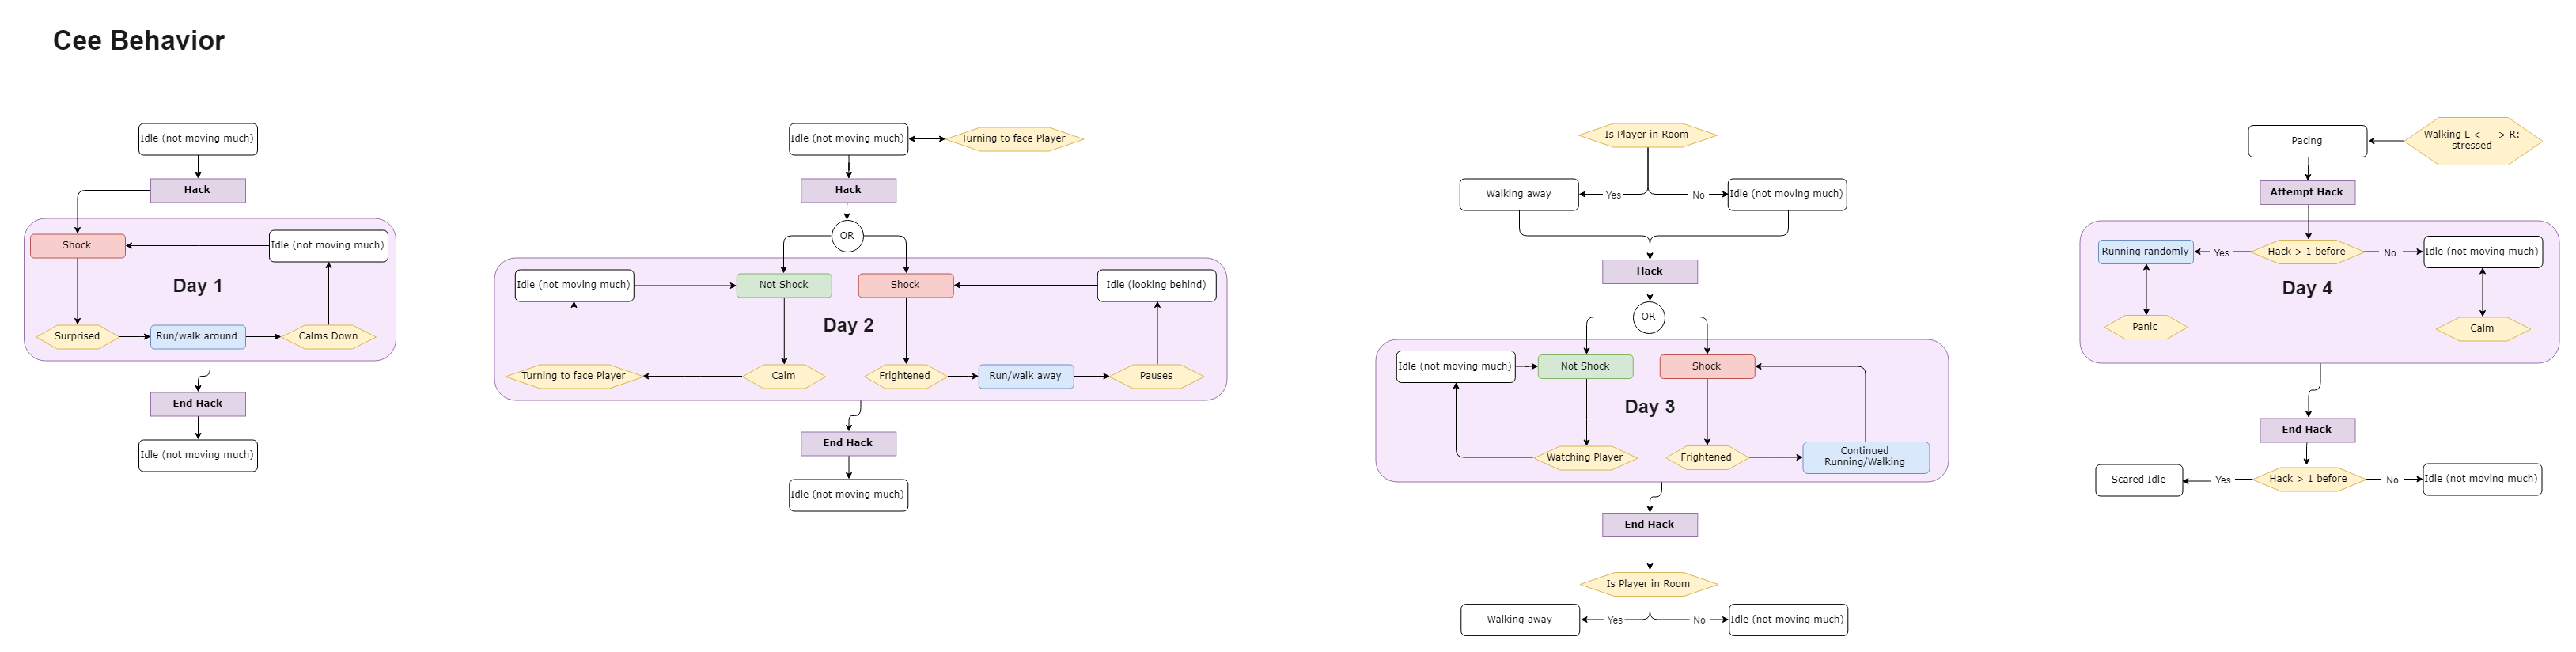 Cee Behavior
Idle (not moving much)
Hack
Shock
Idle (not moving much)
Day 1
Surprised
Run/walk around
Calms Down
End Hack
Idle (not moving much)
Idle (not moving much)
Turning to face Player
Hack
OR
Idle (not moving much)
Not Shock
Shock
Idle (looking behind)
Day 2
Turning to face Player
Calm
Frightened
Run/walk away
Pauses
End Hack
Idle (not moving much)
Is Player in Room
Walking away
Yes
No
Idle (not moving much)
Hack
OR
Idle (not moving much)
Not Shock
Shock
Day 3
Watching Player
Frightened
Continued
Running/Walking
End Hack
Is Player in Room
Walking away
Yes
No
Idle (not moving much)
Pacing
Walking L <----> R:
stressed
Attempt Hack
Running randomly
Yes
Hack > 1 before
No
Idle (not moving much)
Day 4
Panic
Calm
End Hack
Scared Idle
Yes
Hack > 1 before
No
Idle (not moving much)